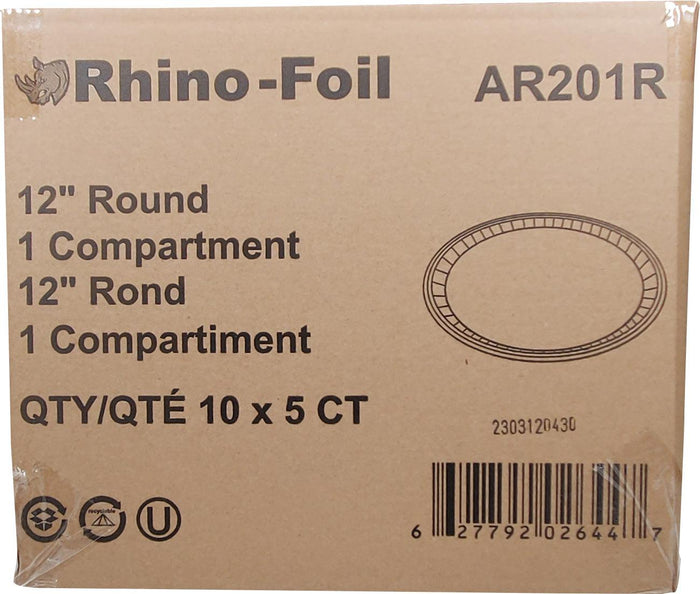 Rhino-Foil AR201R
12" Round
1 Compartment
12" Rond
1 Compartiment
QTY/QTÉ 10 x 5 CT
2303120430
recyclable
U
6 27792 02644 7